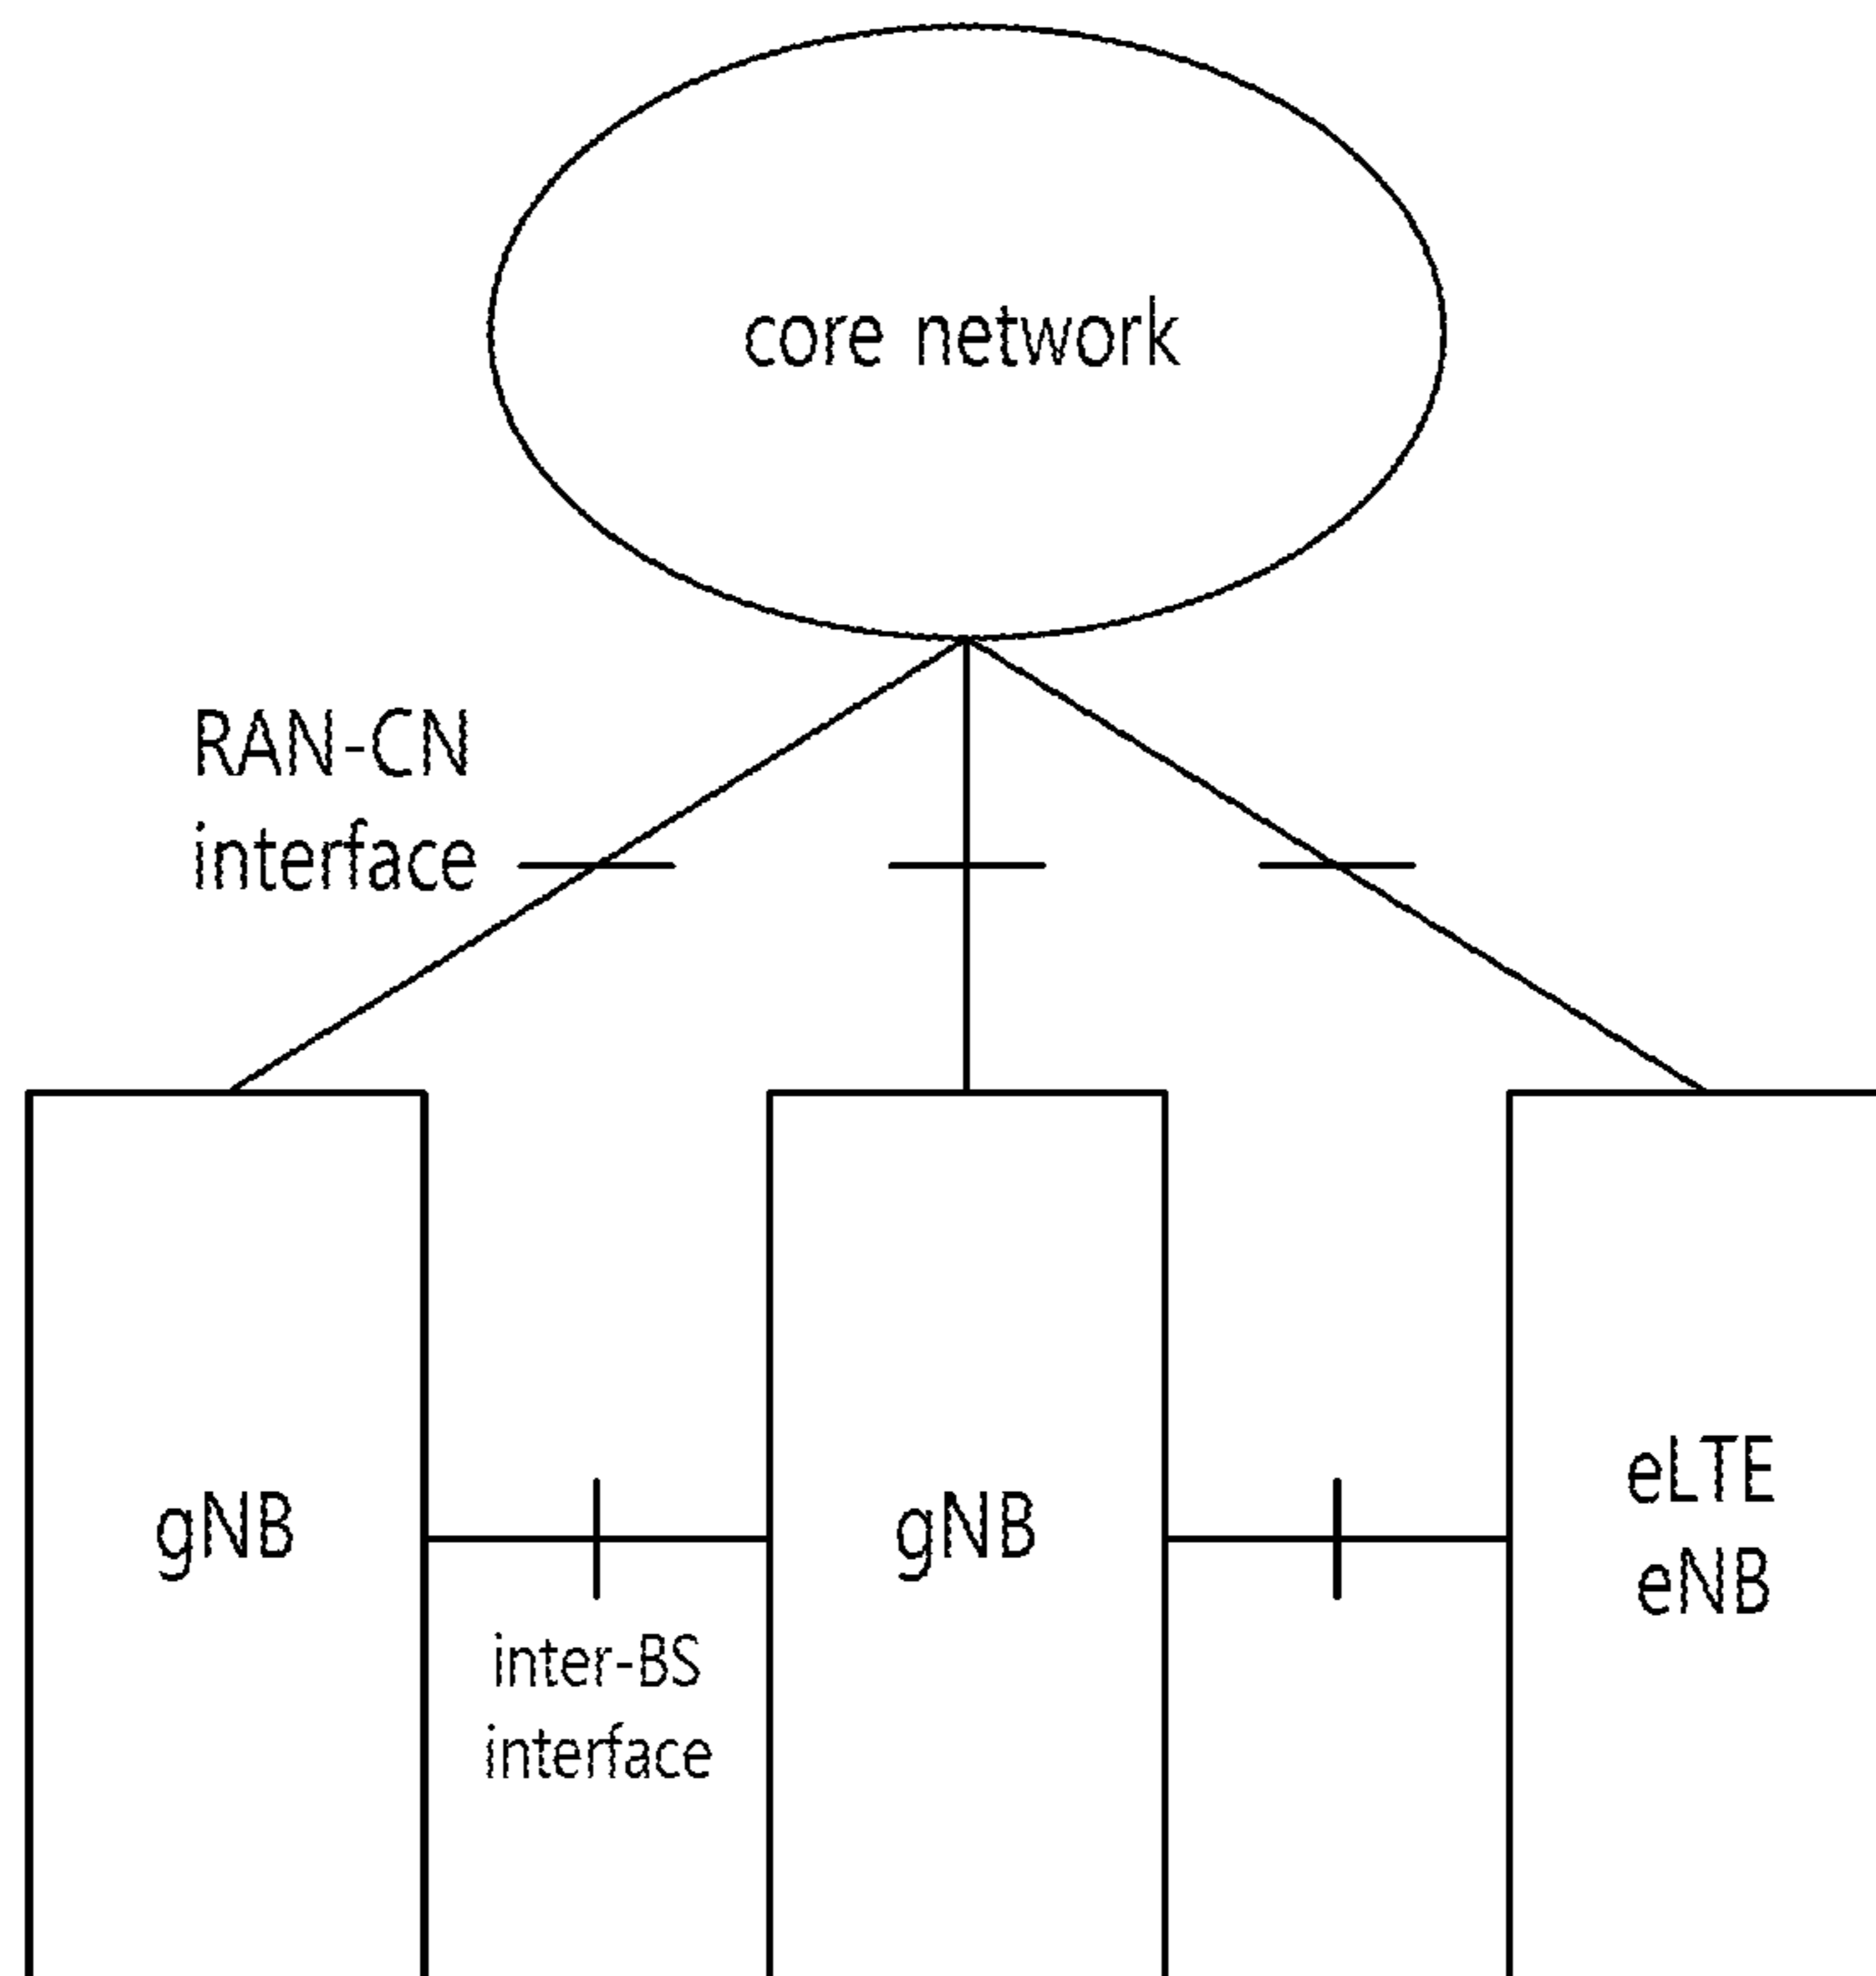 core network
RAN-CN
interface
gNB
gNB
eLTE
eNB
inter-BS
interface